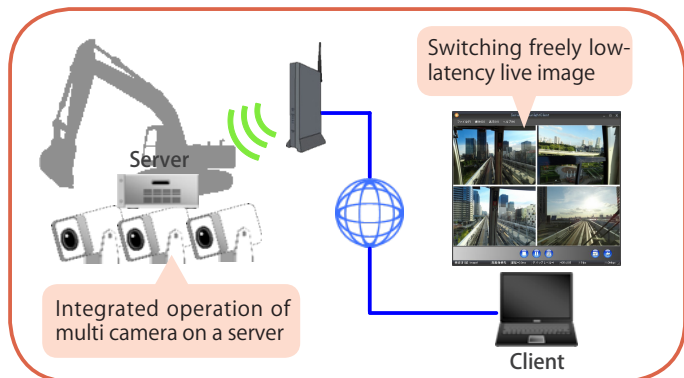 Switching freely low-
latency live image
Server
Integrated operation of
multi camera on a server
Client